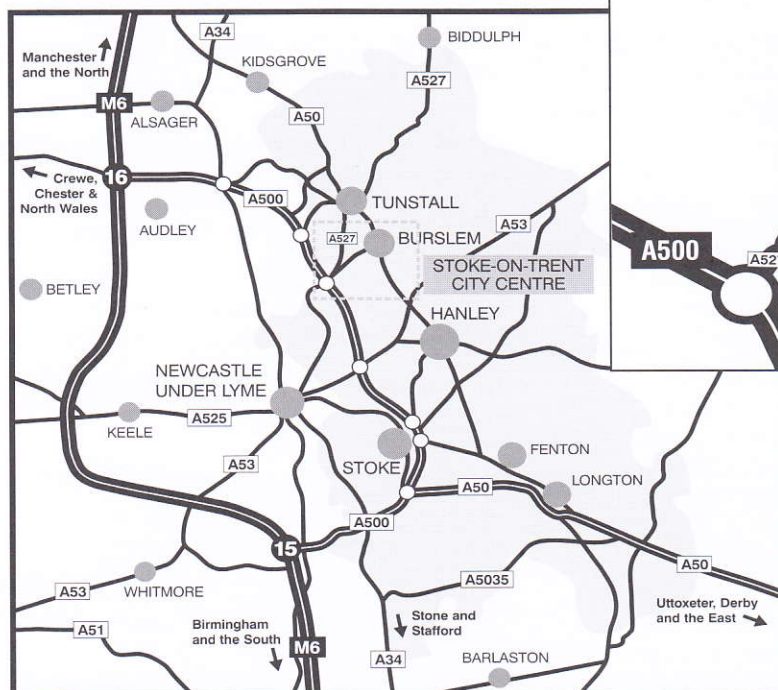 A34
BIDDULPH
Manchester
and the North
KIDSGROVE
A527
M6
ALSAGER
A50
16
Crewe,
Chester &
North Wales
A500
TUNSTALL
AUDLEY
A53
A527
BURSLEM
A500
BETLEY
STOKE-ON-TRENT
CITY CENTRE
HANLEY
NEWCASTLE
UNDER LYME
KEELE
A525
STOKE
FENTON
A53
LONGTON
A50
A500
15
WHITMORE
A53
A5035
A50
Uttoxeter, Derby
and the East
A51
Birmingham
and the South
M6
Stone and
Stafford
A34
BARLASTON